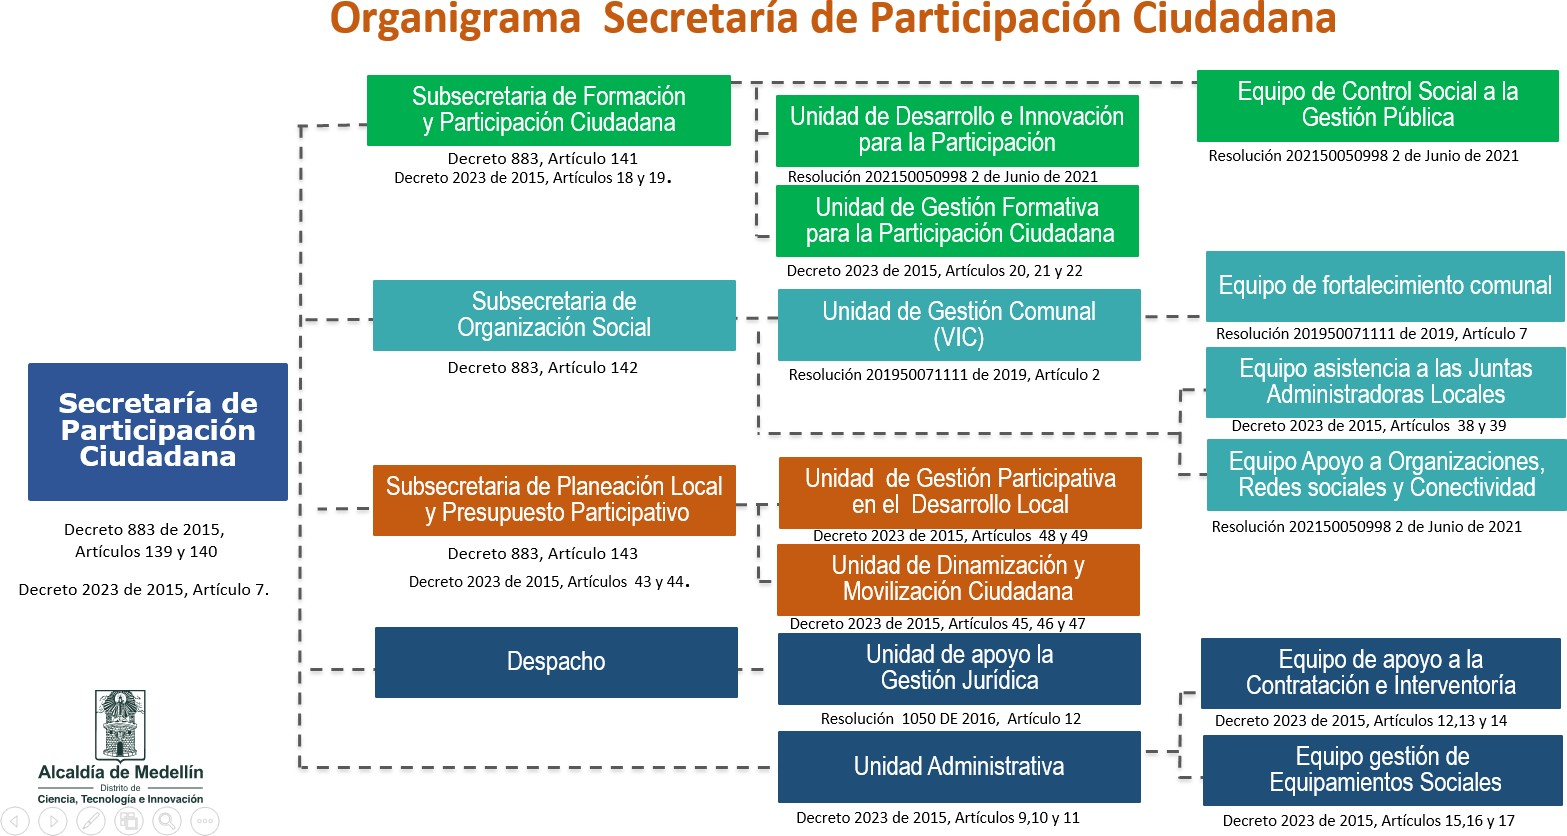 Organigrama Secretaría de Participación Ciudadana
Secretaría de
Participación
Ciudadana
Decreto 883 de 2015,
Artículos 139 y 140
Decreto 2023 de 2015, Artículo 7.
Subsecretaria de Formación
y Participación Ciudadana
Decreto 883, Artículo 141
Decreto 2023 de 2015, Artículos 18 y 19.
Unidad de Desarrollo e Innovación
para la Participación
Resolución 202150050998 2 de Junio de 2021
Unidad de Gestión Formativa
para la Participación Ciudadana
Decreto 2023 de 2015, Artículos 20, 21 y 22
Equipo de Control Social a la
Gestión Pública
Resolución 202150050998 2 de Junio de 2021
Subsecretaria de
Organización Social
Decreto 883, Artículo 142
Unidad de Gestión Comunal
(VIC)
Resolución 201950071111 de 2019, Artículo 2
Equipo de fortalecimiento comunal
Resolución 201950071111 de 2019, Artículo 7
Equipo asistencia a las Juntas
Administradoras Locales
Decreto 2023 de 2015, Artículos 38 y 39
Equipo Apoyo a Organizaciones,
Redes sociales y Conectividad
Resolución 202150050998 2 de Junio de 2021
Subsecretaria de Planeación Local
y Presupuesto Participativo
Decreto 883, Artículo 143
Decreto 2023 de 2015, Artículos 43 y 44.
Unidad de Gestión Participativa
en el Desarrollo Local
Decreto 2023 de 2015, Artículos 48 y 49
Unidad de Dinamización y
Movilización Ciudadana
Decreto 2023 de 2015, Artículos 45, 46 y 47
Despacho
Unidad de apoyo la
Gestión Jurídica
Resolución 1050 DE 2016, Artículo 12
Unidad Administrativa
Decreto 2023 de 2015, Artículos 9,10 y 11
Equipo de apoyo a la
Contratación e Interventoría
Decreto 2023 de 2015, Artículos 12,13 y 14
Equipo gestión de
Equipamientos Sociales
Decreto 2023 de 2015, Artículos 15,16 y 17
Alcaldía de Medellín
Distrito de
Ciencia, Tecnología e Innovación